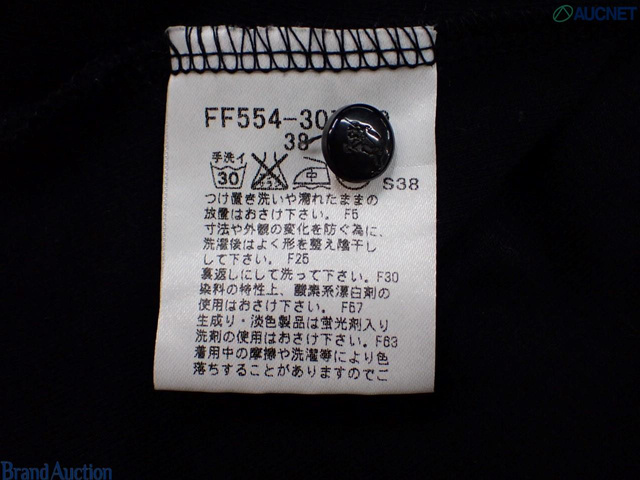 AUCNET
FF554-30
38
手洗イ
30 中 S38
つけ置き洗いや濡れたままの
放置はおさけ下さい。 F5
寸法や外観の変化を防ぐ為に、
洗濯後はよく形を整え陰干し
して下さい。 F25
裏返しにして洗って下さい。F30
染料の特性上、酸素系漂白剤の
使用はおさけ下さい。 F57
生成り・淡色製品は蛍光剤入り
洗剤の使用はおさけ下さい。F63
着用中の摩擦や洗濯等により色
落ちすることがありますのでご
Brand Auction